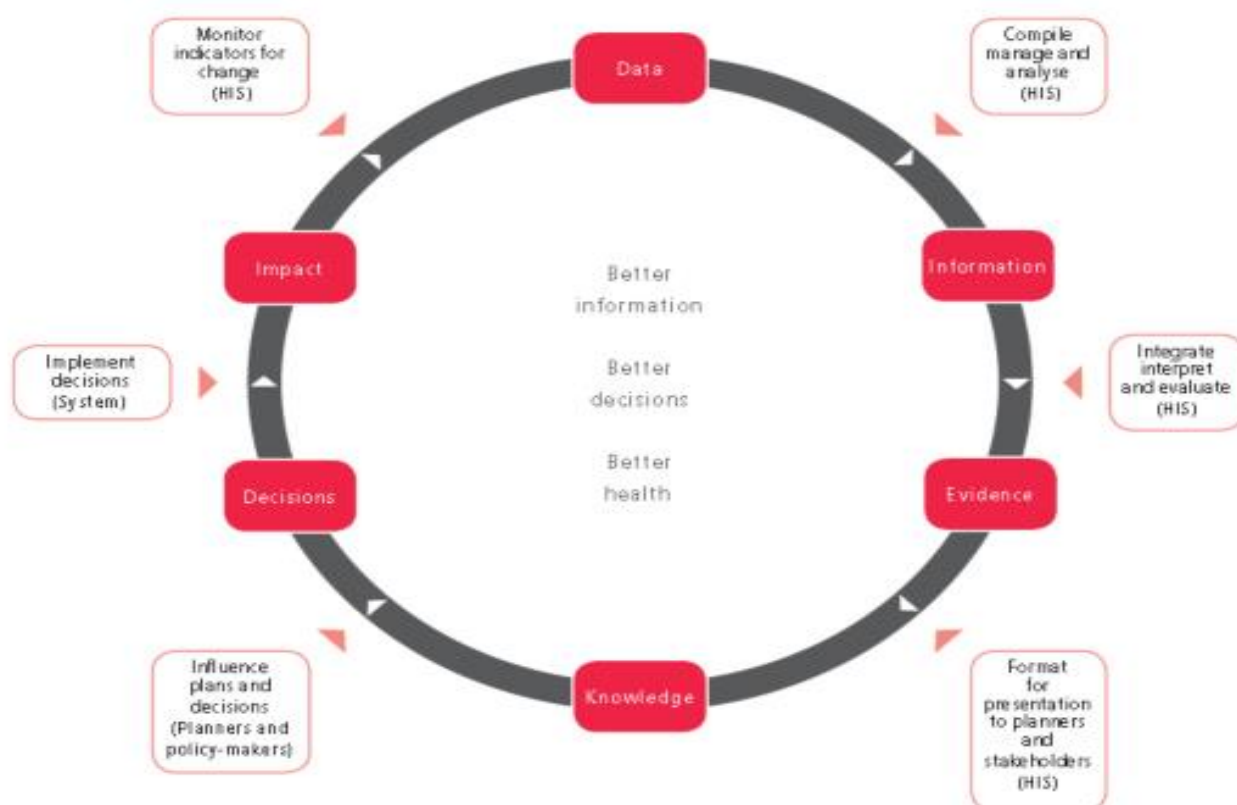 Monitor
indicators for
change
(HIS)
Data
Compile
manage and
analyse
(HIS)
Impact
Better
information
Information
Implement
decisions
(System)
Better
decisions
Integrate
interpret
and evaluate
(HIS)
Better
health
Decisions
Evidence
Influence
plans and
decisions
(Planners and
policy-makers)
Knowledge
Format
for
presentation
to planners
and
stakeholders
(HIS)